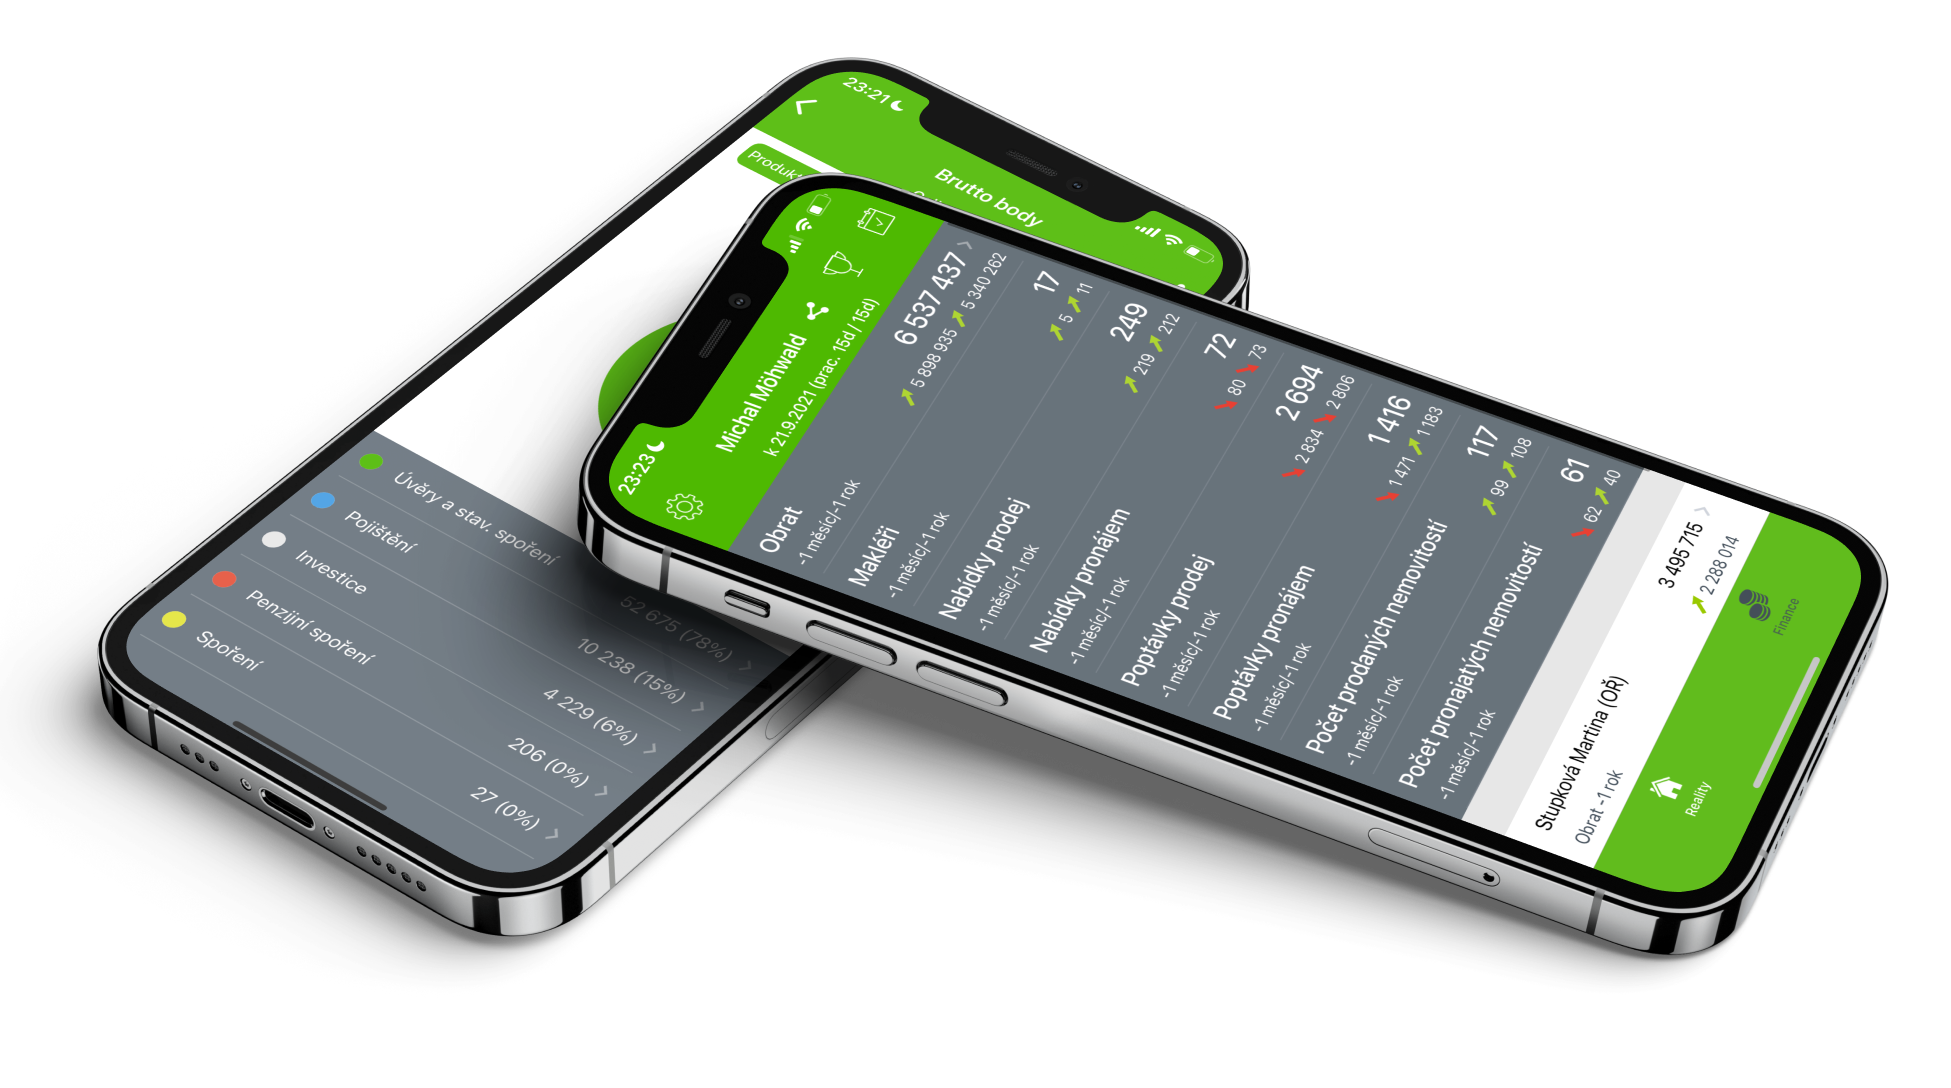 23:21
Brutto body
Úvěry a stav. spoření
52 675 (78%)
Pojištění
10 238 (15%)
Investice
4 229 (6%)
Penzijní spoření
206 (0%)
Spoření
27 (0%)
23:23
Michal Möhwald
k 21.9.2021 (prac. 15d / 15d)
Obrat 6 537 437
-1 měsíc/-1 rok 5 898 935 5 340 262
Makléři 17
-1 měsíc/-1 rok 5 11
Nabídky prodej 249
-1 měsíc/-1 rok 219 212
Nabídky pronájem 72
-1 měsíc/-1 rok 80 73
Poptávky prodej 2 694
-1 měsíc/-1 rok 2 834 2 806
Poptávky pronájem 1 416
-1 měsíc/-1 rok 1 471 1 183
Počet prodaných nemovitostí 117
-1 měsíc/-1 rok 99 108
Počet pronajatých nemovitostí 61
-1 měsíc/-1 rok 62 40
Stupková Martina (OŘ) 3 495 715
Obrat -1 rok 2 288 014
Reality Finance